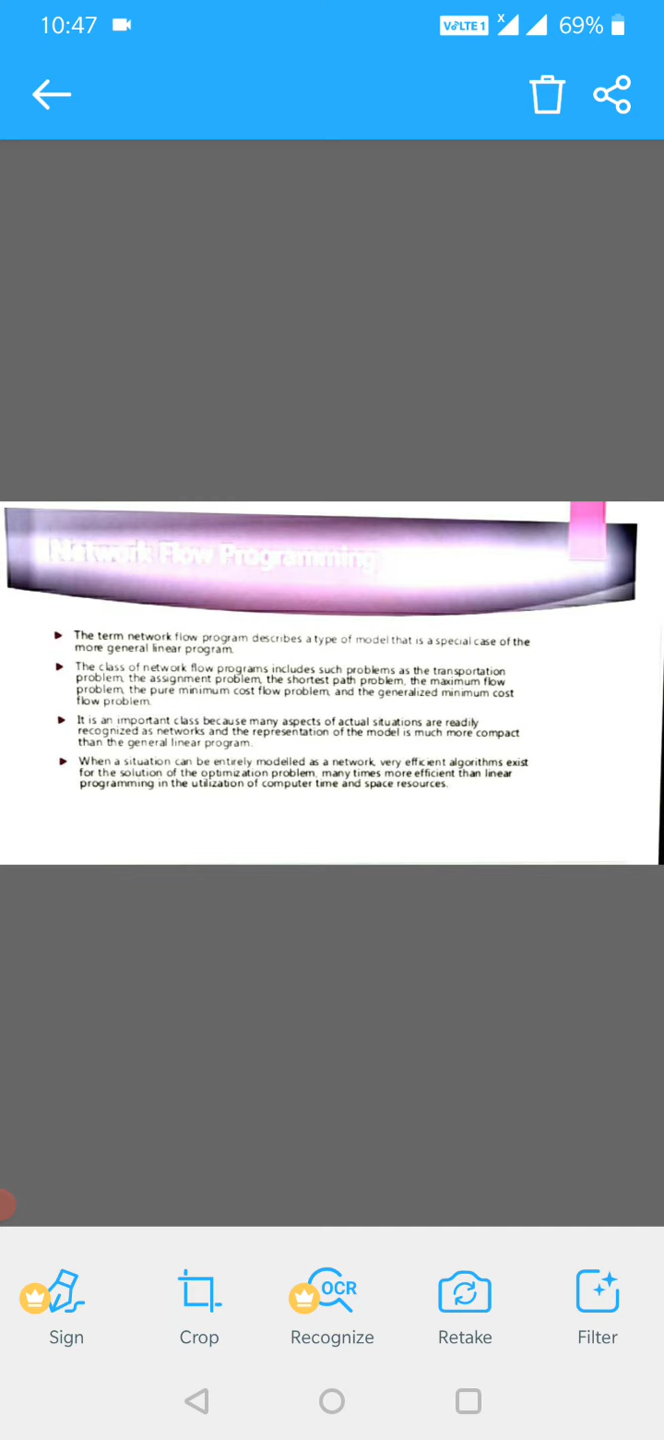 10:47
VoLTE 1
x
69%
Network Flow Programming
The term network flow program describes a type of model that is a special case of the
more general linear program.
The class of network flow programs includes such problems as the transportation
problem, the assignment problem, the shortest path problem, the maximum flow
problem, the pure minimum cost flow problem, and the generalized minimum cost
flow problem.
It is an important class because many aspects of actual situations are readily
recognized as networks and the representation of the model is much more compact
than the general linear program.
When a situation can be entirely modelled as a network, very efficient algorithms exist
for the solution of the optimization problem, many times more efficient than linear
programming in the utilization of computer time and space resources.
OCR
Sign
Crop
Recognize
Retake
Filter